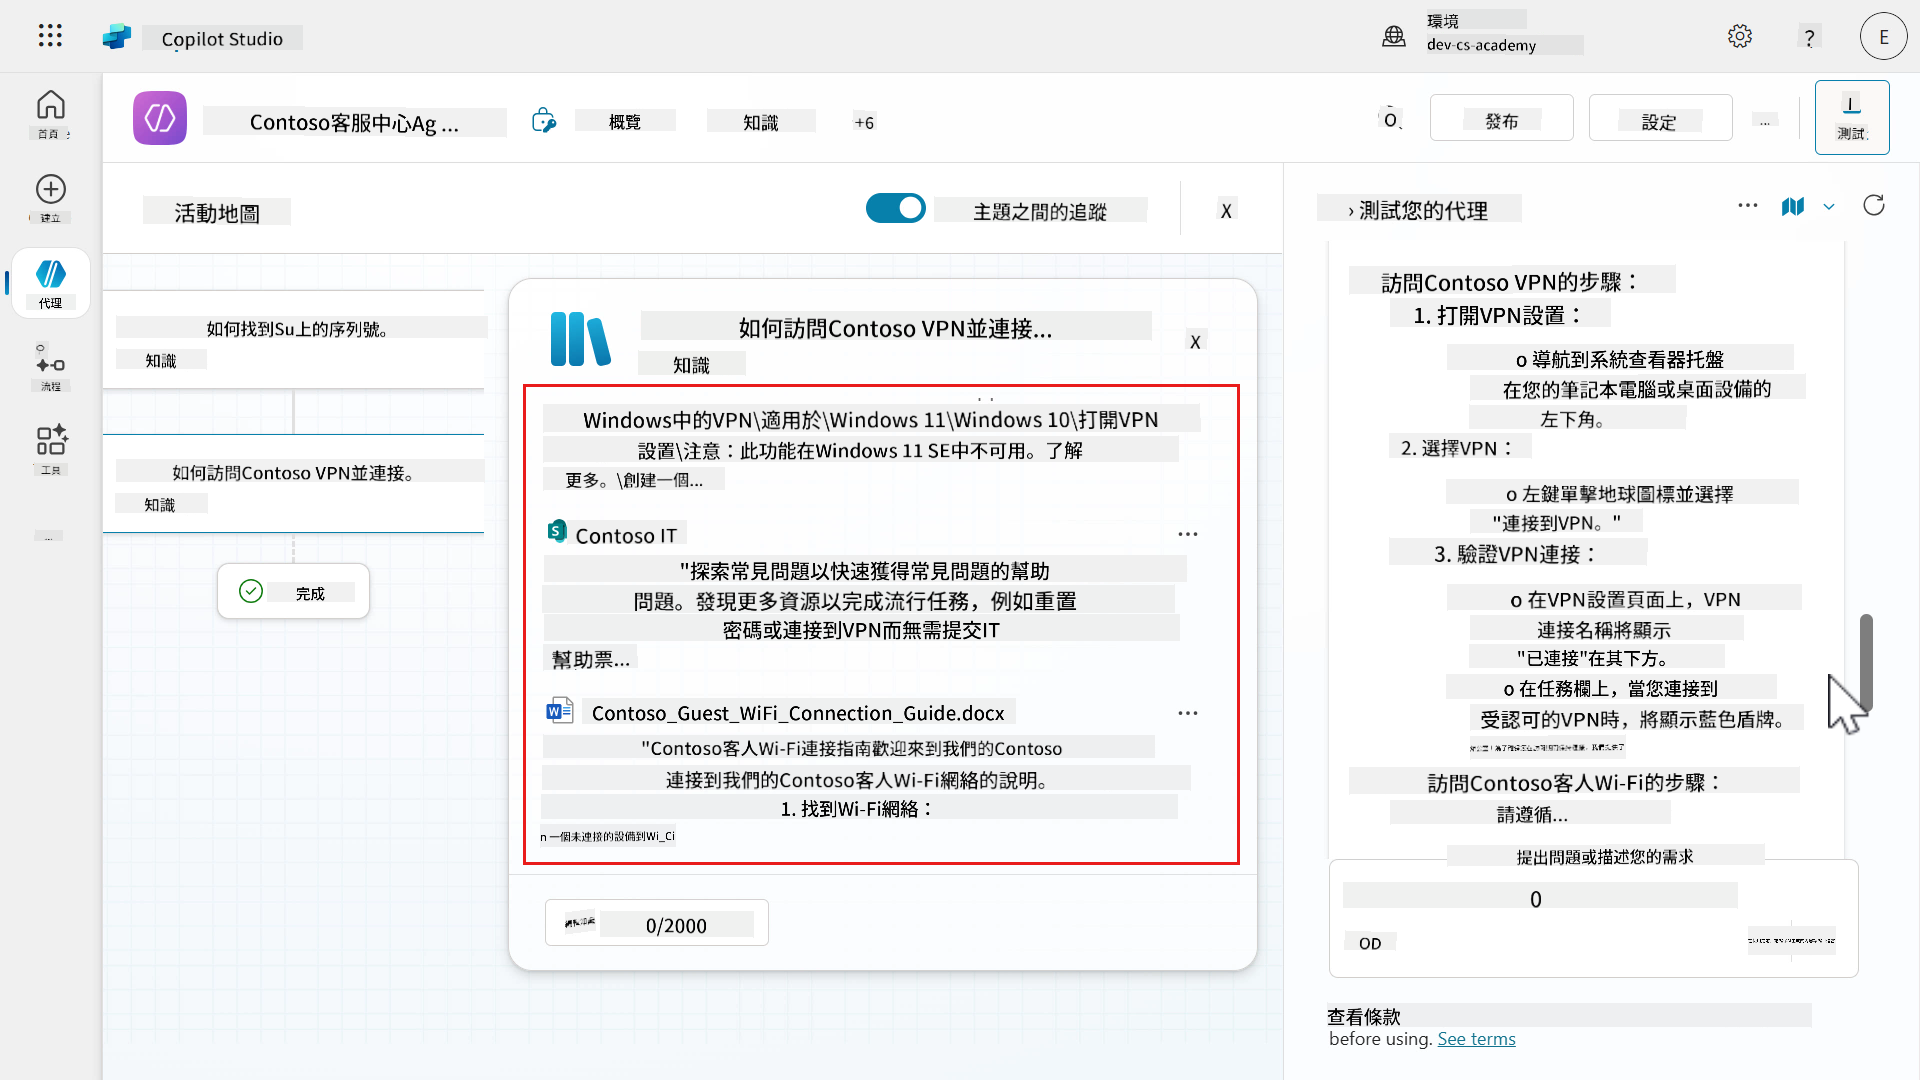 Copilot Studio
環境
dev-cs-academy
?
E
首頁
建立
代理
流程
工具
...
Contoso客服中心Ag ...
概覽
知識
+6
發布
設定
...
測試
活動地圖
主題之間的追蹤
X
如何找到Su上的序列號。
知識
如何訪問Contoso VPN並連接。
知識
完成
如何訪問Contoso VPN並連接...
知識
X
Windows中的VPN\適用於\Windows 11\Windows 10\打開VPN
設置\注意：此功能在Windows 11 SE中不可用。了解
更多。\創建一個...
Contoso IT
"探索常見問題以快速獲得常見問題的幫助
問題。發現更多資源以完成流行任務，例如重置
密碼或連接到VPN而無需提交IT
幫助票...
Contoso_Guest_WiFi_Connection_Guide.docx
"Contoso客人Wi-Fi連接指南歡迎來到我們的Contoso
連接到我們的Contoso客人Wi-Fi網絡的說明。
1. 找到Wi-Fi網絡：
n 一個未連接的設備到Wi_Ci
0/2000
› 測試您的代理
訪問Contoso VPN的步驟：
1. 打開VPN設置：
o 導航到系統查看器托盤
在您的筆記本電腦或桌面設備的
左下角。
2. 選擇VPN：
o 左鍵單擊地球圖標並選擇
"連接到VPN。"
3. 驗證VPN連接：
o 在VPN設置頁面上，VPN
連接名稱將顯示
"已連接"在其下方。
o 在任務欄上，當您連接到
受認可的VPN時，將顯示藍色盾牌。
訪問Contoso客人Wi-Fi的步驟：
請遵循...
提出問題或描述您的需求
0
OD
查看條款
before using. See terms